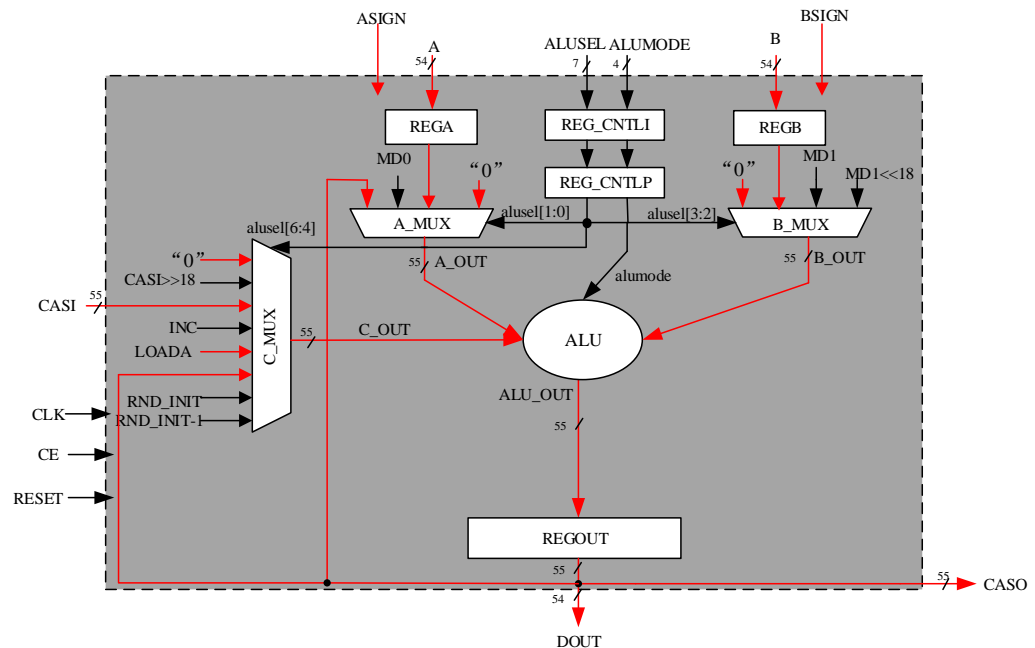 ASIGN
BSIGN
A
ALUSEL
ALUMODE
B
54
7
4
54
REGA
REG_CNTLI
REGB
MD0
“0”
REG_CNTLP
“0”
MD1
MD1<<18
A_MUX
alusel[1:0]
alusel[3:2]
B_MUX
alusel[6:4]
“0”
55
A_OUT
55
B_OUT
CASI>>18
alumode
CASI
55
INC
C_MUX
55
C_OUT
ALU
LOADA
ALU_OUT
RND_INIT
CLK
RND_INIT-1
55
CE
RESET
REGOUT
55
55
CASO
54
DOUT